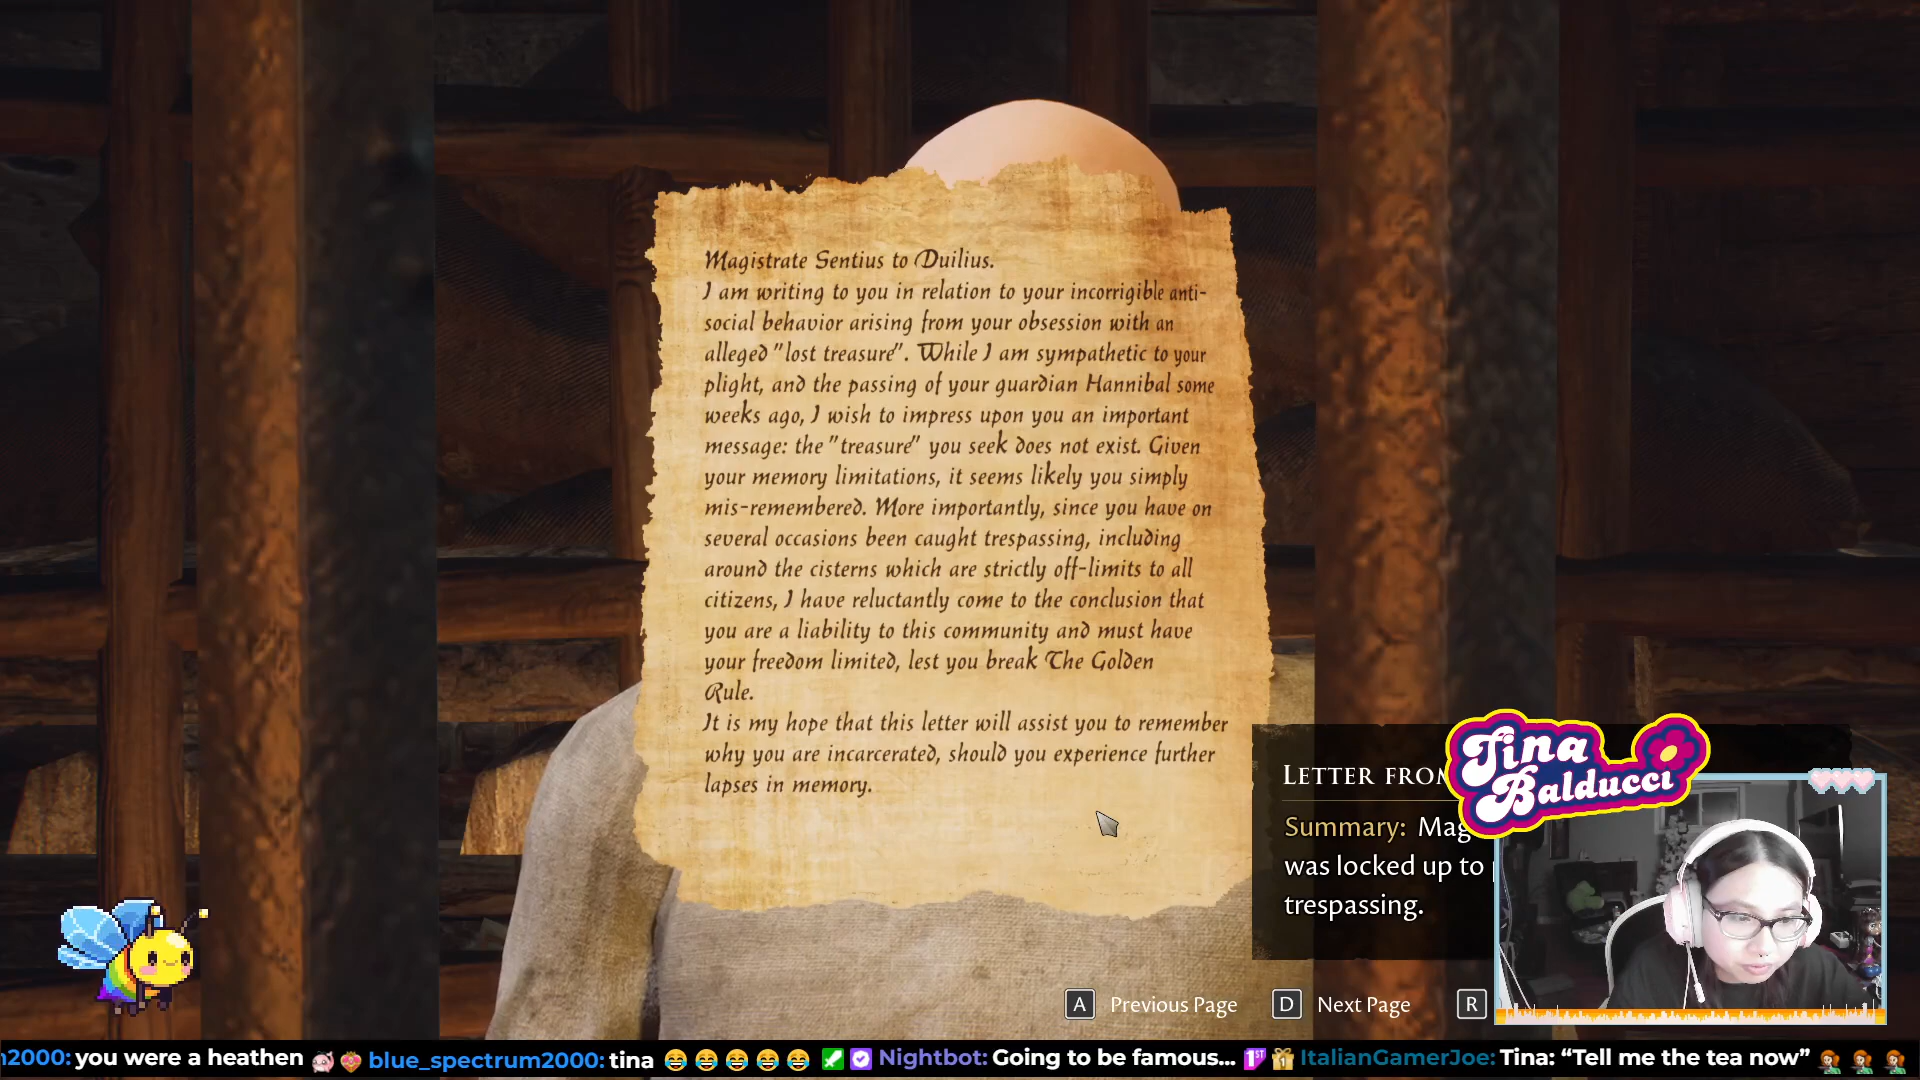 Magistrate Sentius to Duilius.
I am writing to you in relation to your incorrigible anti-
social behavior arising from your obsession with an
alleged "lost treasure". While I am sympathetic to your
plight, and the passing of your guardian Hannibal some
weeks ago, I wish to impress upon you an important
message: the "treasure" you seek does not exist. Given
your memory limitations, it seems likely you simply
mis-remembered. More importantly, since you have on
several occasions been caught trespassing, including
around the cisterns which are strictly off-limits to all
citizens, I have reluctantly come to the conclusion that
you are a liability to this community and must have
your freedom limited, lest you break The Golden
Rule.
It is my hope that this letter will assist you to remember
why you are incarcerated, should you experience further
lapses in memory.
LETTER FROM
Summary: Mag
was locked up to
trespassing.
Tina
Balducci
A Previous Page D Next Page R
2000: you were a heathen blue_spectrum2000: tina 😂 😂 😂 😂 😂 Nightbot: Going to be famous... 1ST ItalianGamerJoe: Tina: “Tell me the tea now”